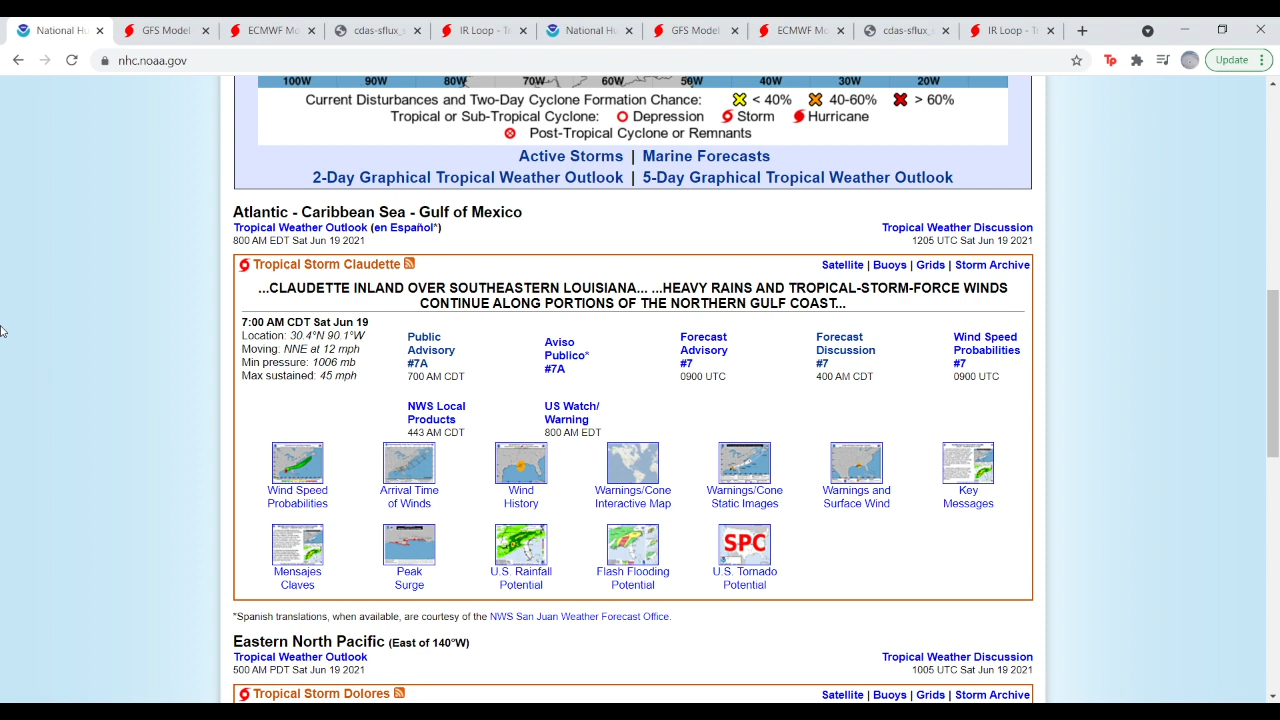 National Hu
GFS Model
ECWMF Mo
cdas-sflux_s
IR Loop - Tr
National Hu
GFS Model
ECWMF Mo
cdas-sflux_s
IR Loop - Tr
nhc.noaa.gov
Tp
Update
100W 90W 80W 70W 60W 50W 40W 30W 20W
Current Disturbances and Two-Day Cyclone Formation Chance: < 40% 40-60% > 60%
Tropical or Sub-Tropical Cyclone: Depression Storm Hurricane
Post-Tropical Cyclone or Remnants
Active Storms | Marine Forecasts
2-Day Graphical Tropical Weather Outlook | 5-Day Graphical Tropical Weather Outlook
Atlantic - Caribbean Sea - Gulf of Mexico
Tropical Weather Outlook (en Español*) Tropical Weather Discussion
800 AM EDT Sat Jun 19 2021 1205 UTC Sat Jun 19 2021
Tropical Storm Claudette Satellite | Buoys | Grids | Storm Archive
...CLAUDETTE INLAND OVER SOUTHEASTERN LOUISIANA... ...HEAVY RAINS AND TROPICAL-STORM-FORCE WINDS
CONTINUE ALONG PORTIONS OF THE NORTHERN GULF COAST...
7:00 AM CDT Sat Jun 19
Location: 30.4°N 90.1°W
Moving: NNE at 12 mph
Min pressure: 1006 mb
Max sustained: 45 mph
Public
Advisory
#7A
700 AM CDT
Aviso
Publico*
#7A
Forecast
Advisory
#7
0900 UTC
Forecast
Discussion
#7
400 AM CDT
Wind Speed
Probabilities
#7
0900 UTC
NWS Local
Products
443 AM CDT
US Watch/
Warning
800 AM EDT
Wind Speed
Probabilities
Arrival Time
of Winds
Wind
History
Warnings/Cone
Interactive Map
Warnings/Cone
Static Images
Warnings and
Surface Wind
Key
Messages
Mensajes
Claves
Peak
Surge
U.S. Rainfall
Potential
Flash Flooding
Potential
SPC
U.S. Tornado
Potential
*Spanish translations, when available, are courtesy of the NWS San Juan Weather Forecast Office.
Eastern North Pacific (East of 140°W)
Tropical Weather Outlook Tropical Weather Discussion
500 AM PDT Sat Jun 19 2021 1005 UTC Sat Jun 19 2021
Tropical Storm Dolores Satellite | Buoys | Grids | Storm Archive